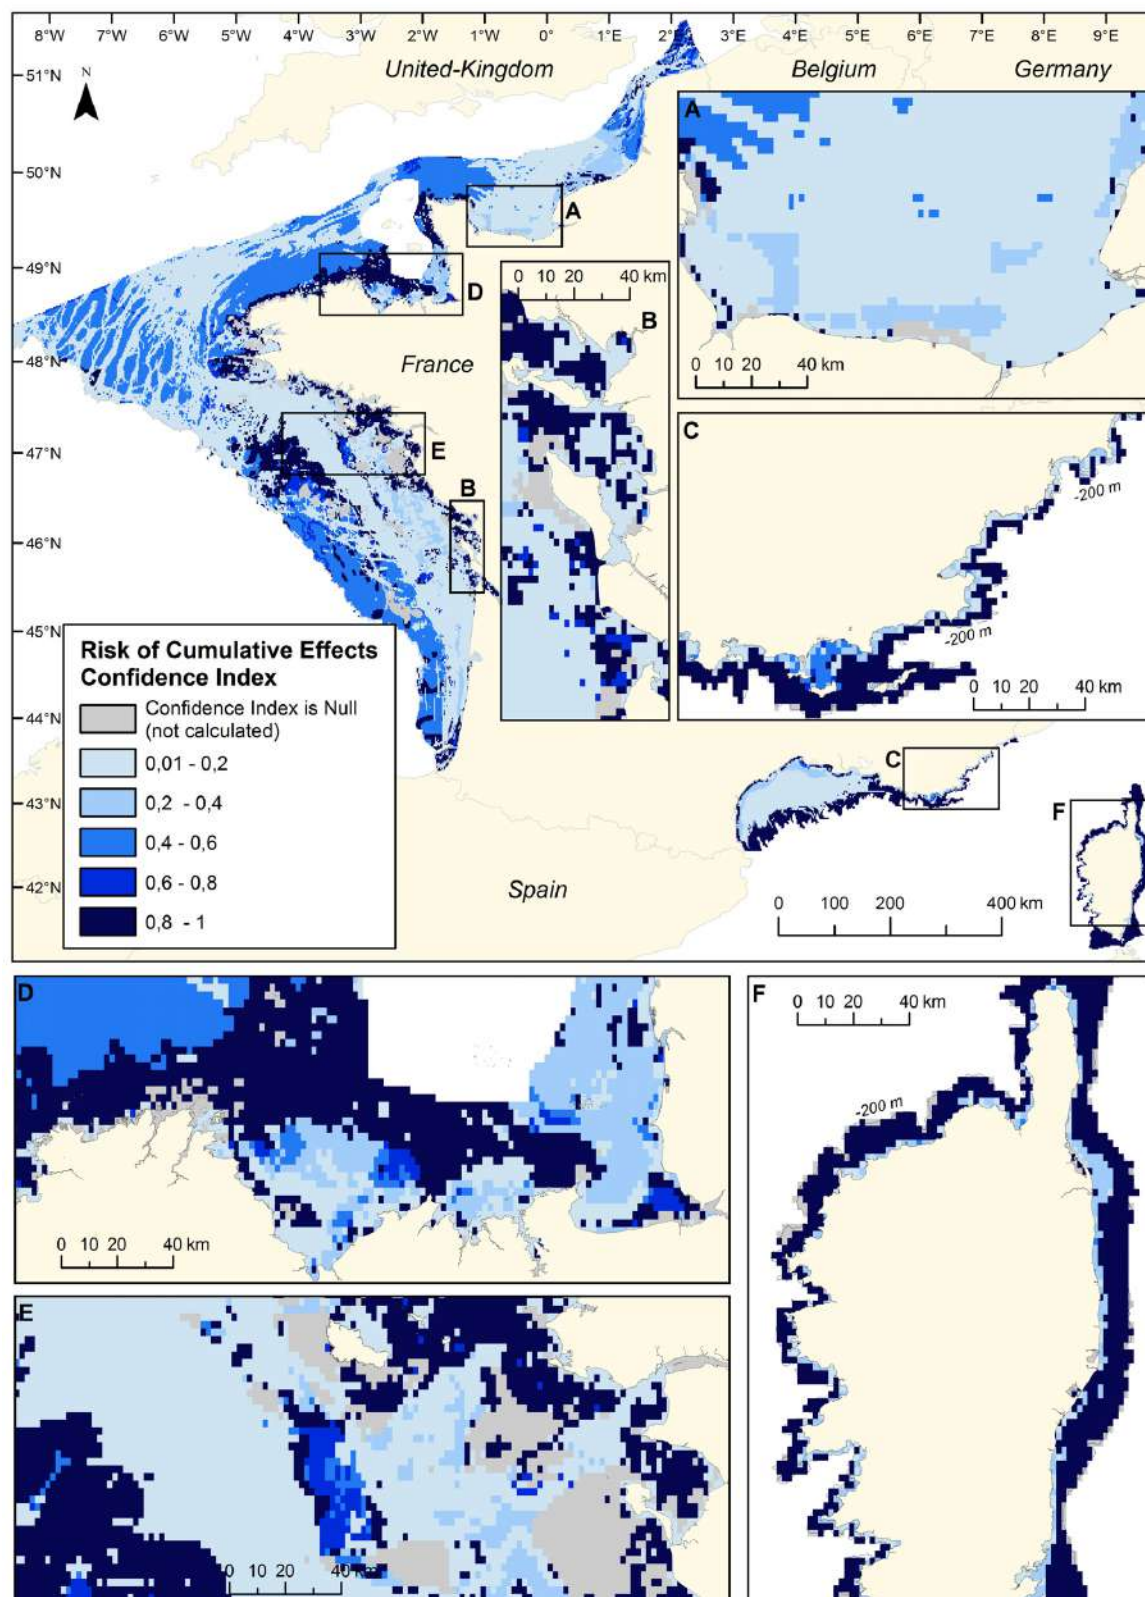 8°W 7°W 6°W 5°W 4°W 3°W 2°W 1°W 0° 1°E 2°E 3°E 4°E 5°E 6°E 7°E 8°E 9°E
51°N
50°N
49°N
48°N
47°N
46°N
45°N
44°N
43°N
42°N
N
United-Kingdom
Belgium
Germany
France
Spain
A
D
E
B
C
F
0 100 200 400 km
Risk of Cumulative Effects
Confidence Index
Confidence Index is Null
(not calculated)
0,01 - 0,2
0,2 - 0,4
0,4 - 0,6
0,6 - 0,8
0,8 - 1
A
0 10 20 40 km
B
0 10 20 40 km
C
-200 m
-200 m
0 10 20 40 km
D
0 10 20 40 km
E
0 10 20 40 km
F
0 10 20 40 km
-200 m